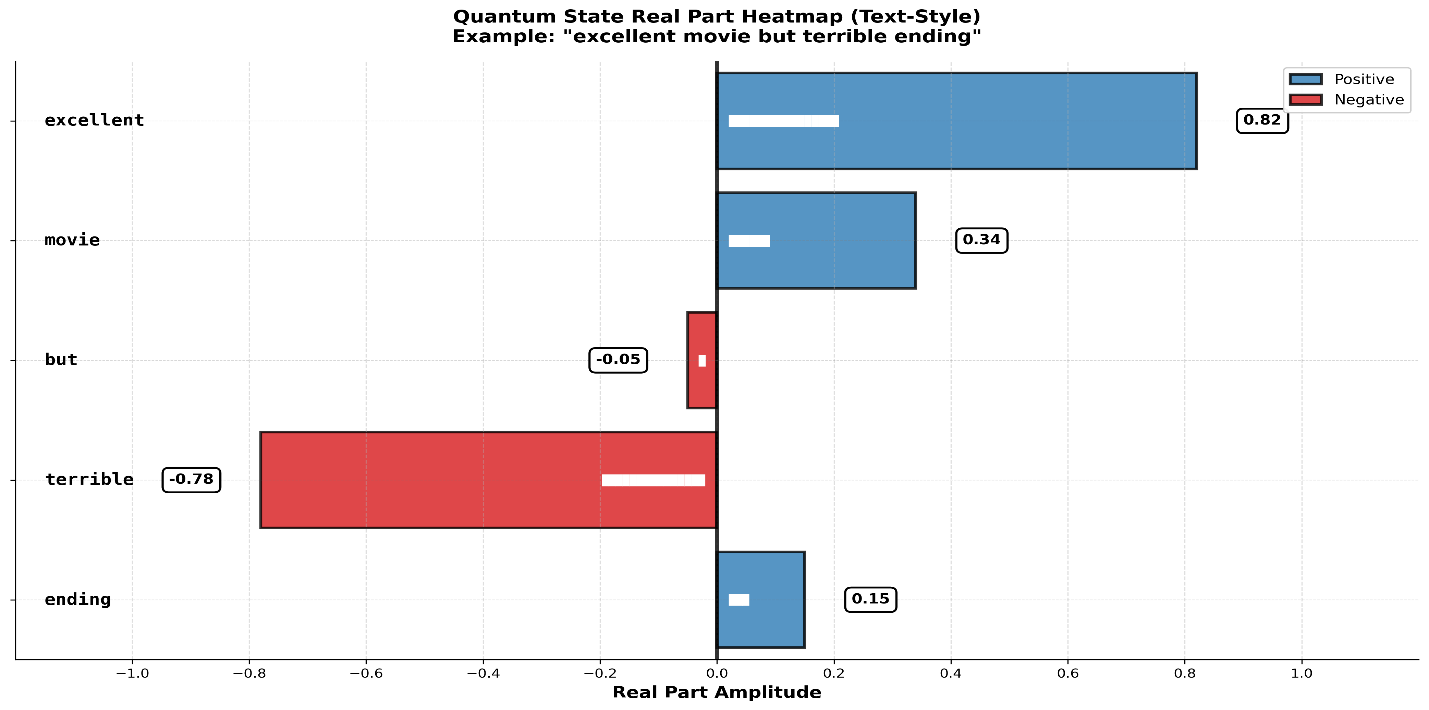 Quantum State Real Part Heatmap (Text-Style)
Example: "excellent movie but terrible ending"
Positive
Negative
excellent
0.82
movie
0.34
but
-0.05
terrible
-0.78
ending
0.15
−1.0
−0.8
−0.6
−0.4
−0.2
0.0
0.2
0.4
0.6
0.8
1.0
Real Part Amplitude